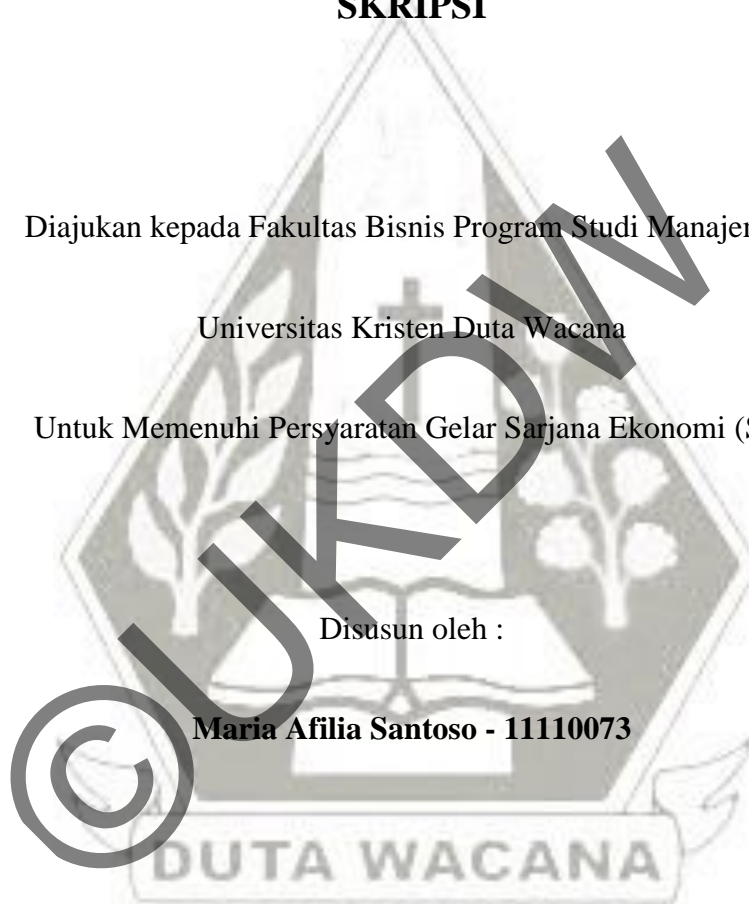 SKRIPSI
Diajukan kepada Fakultas Bisnis Program Studi
Universitas Kristen Duta Wacana
Untuk Memenuhi Persyaratan Gelar Sarjana Ekonomi
Disusun oleh :
Maria Afilia Santoso - 11110073
DUTA WACANA
©UKDW